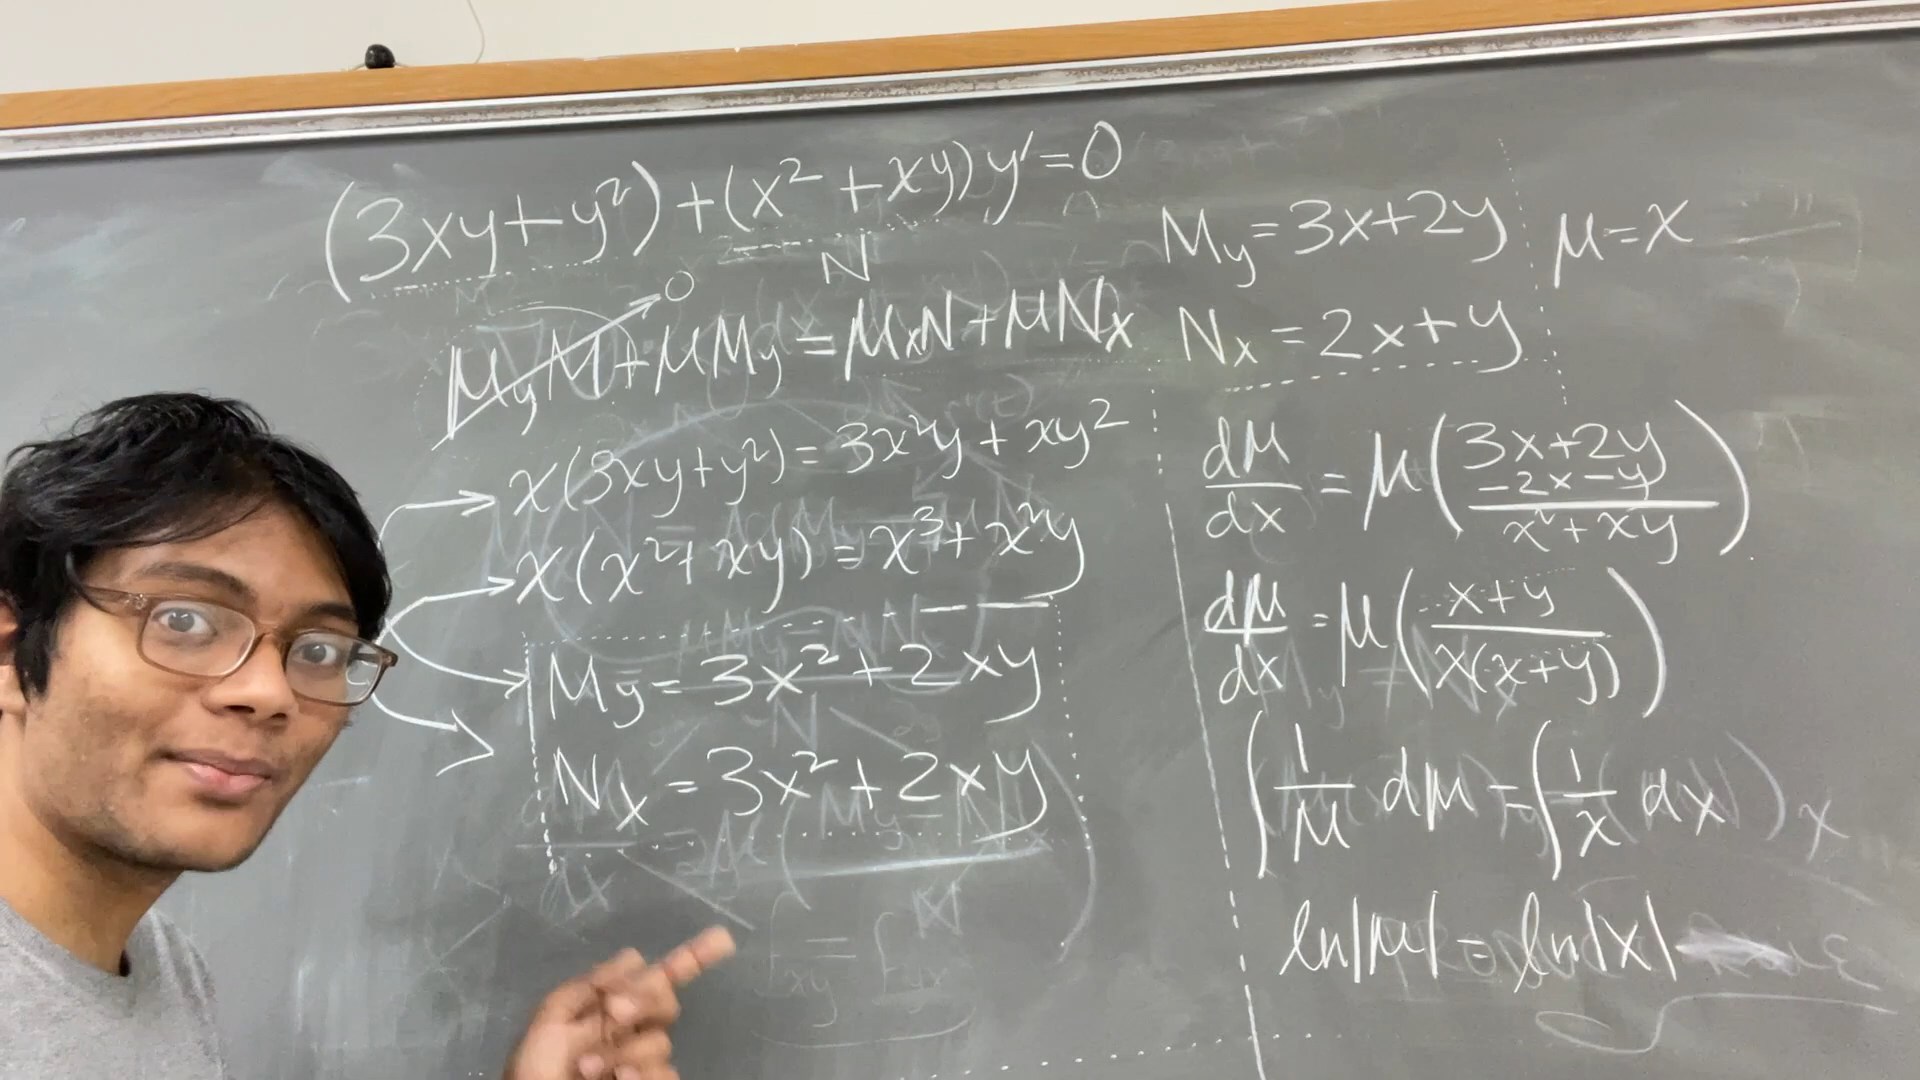 (3xy+y²)+(x²+xy)y'=0
M N
μyM+μMy=μxN+μNx
0
x(3xy+y²)=3x²y+xy²
x(x²+xy)=x³+x²y
My=3x²+2xy
Nx=3x²+2xy
My=3x+2y
Nx=2x+y
μ=x
dμ/dx=μ((3x+2y-2x-y)/(x²+xy))
dμ/dx=μ((x+y)/(x(x+y)))
∫1/μ dμ=∫1/x dx
ln|μ|=ln|x|